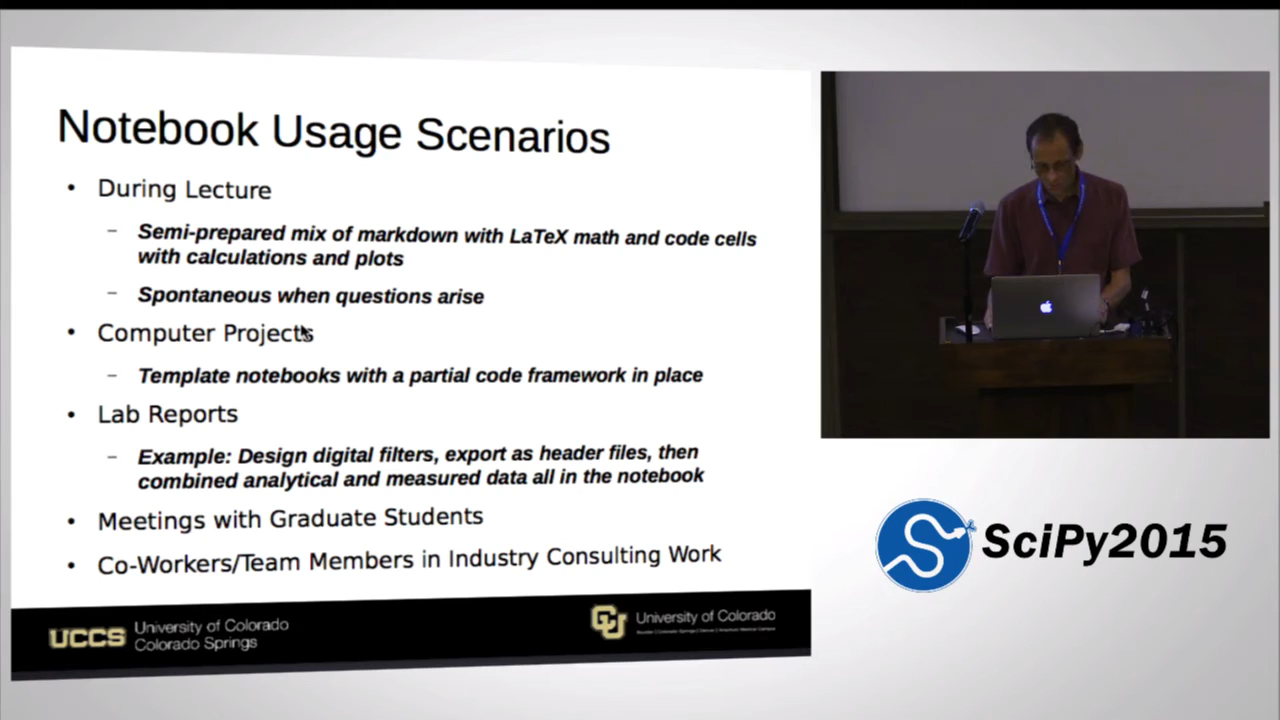 Notebook Usage Scenarios
• During Lecture
– Semi-prepared mix of markdown with LaTeX math and code cells
with calculations and plots
– Spontaneous when questions arise
• Computer Projects
– Template notebooks with a partial code framework in place
• Lab Reports
– Example: Design digital filters, export as header files, then
combined analytical and measured data all in the notebook
• Meetings with Graduate Students
• Co-Workers/Team Members in Industry Consulting Work
UCCS
University of Colorado
Colorado Springs
CU
University of Colorado
SciPy2015